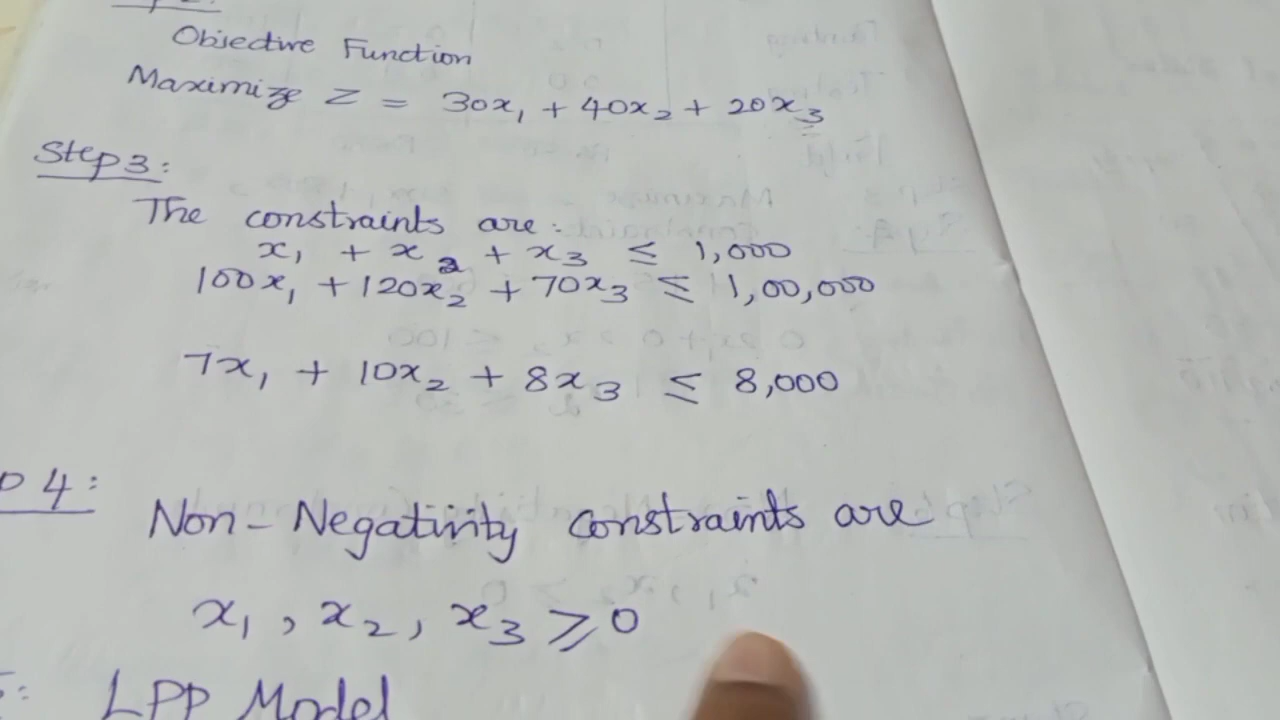 Objective Function
Maximize Z = 30x₁ + 40x₂ + 20x₃
Step 3:
The constraints are:
x₁ + x₂ + x₃ ≤ 1,000
100x₁ + 120x₂ + 70x₃ ≤ 1,00,000
7x₁ + 10x₂ + 8x₃ ≤ 8,000
p 4:
Non-Negativity constraints are
x₁, x₂, x₃ ≥ 0
LPP Model